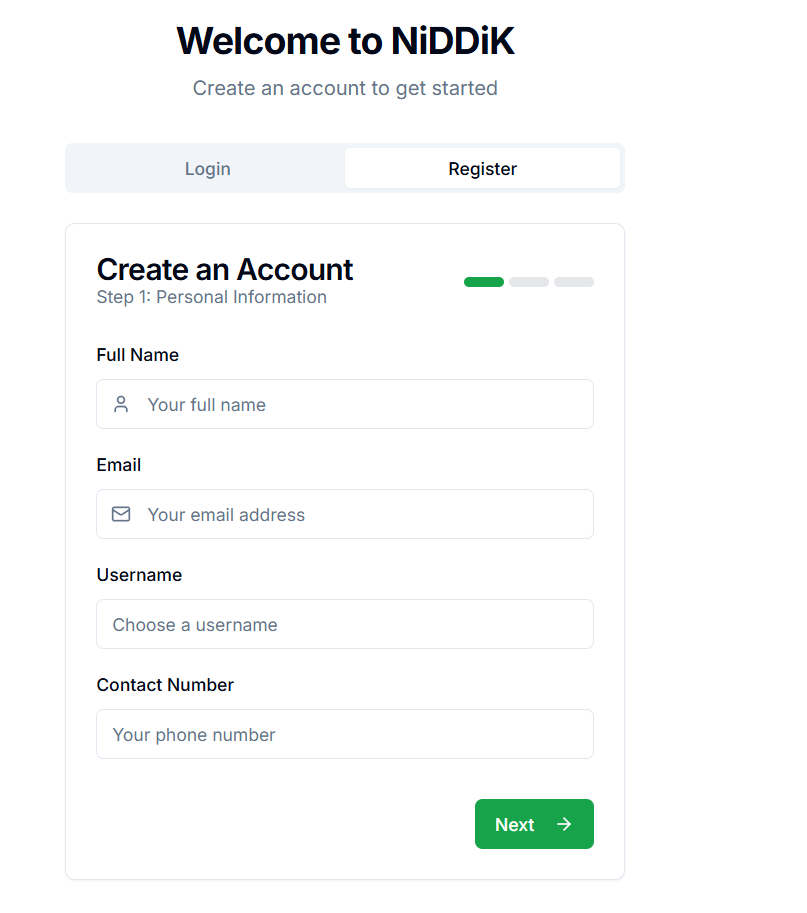 Welcome to NiDDiK
Create an account to get started
Login
Register
Create an Account
Step 1: Personal Information
Full Name
Your full name
Email
Your email address
Username
Choose a username
Contact Number
Your phone number
Next